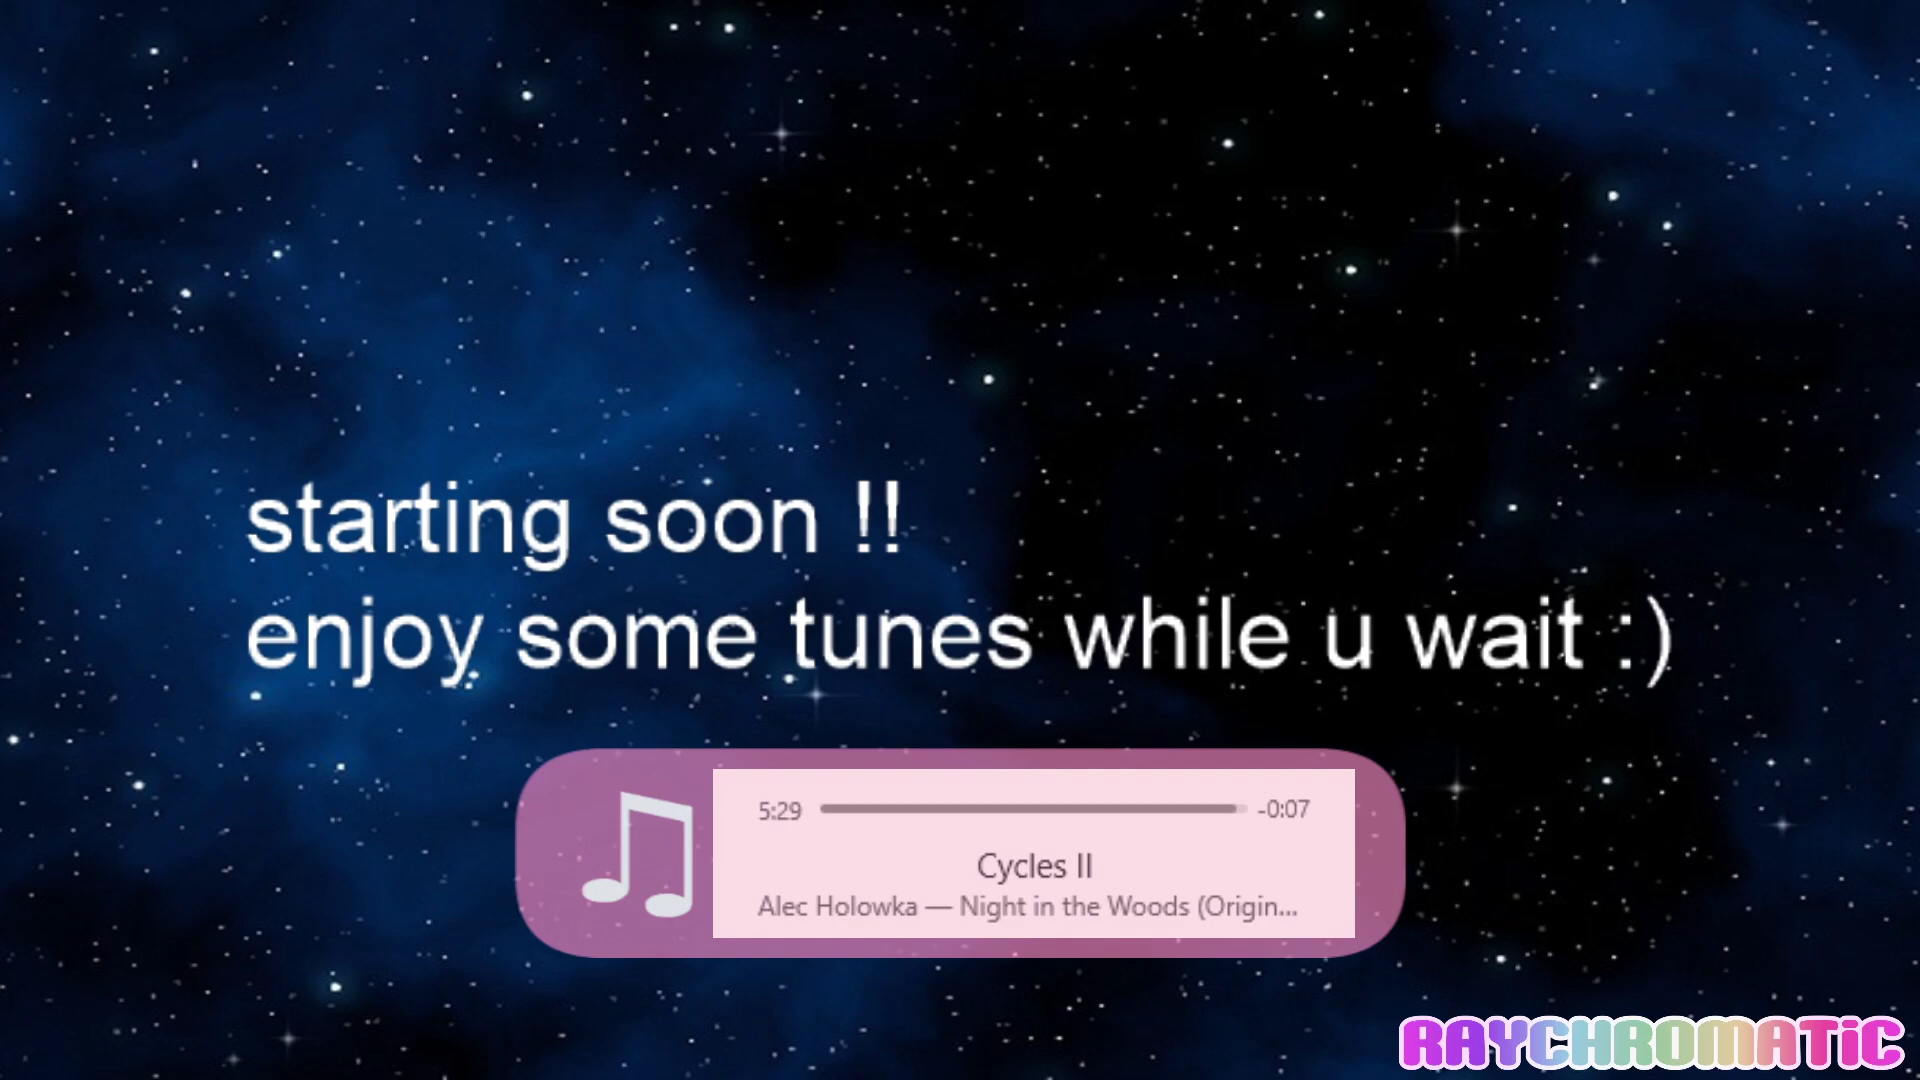 starting soon !!
enjoy some tunes while u wait :)
5:29 -0:07
Cycles II
Alec Holowka — Night in the Woods (Origin...
RAYCHROMATiC